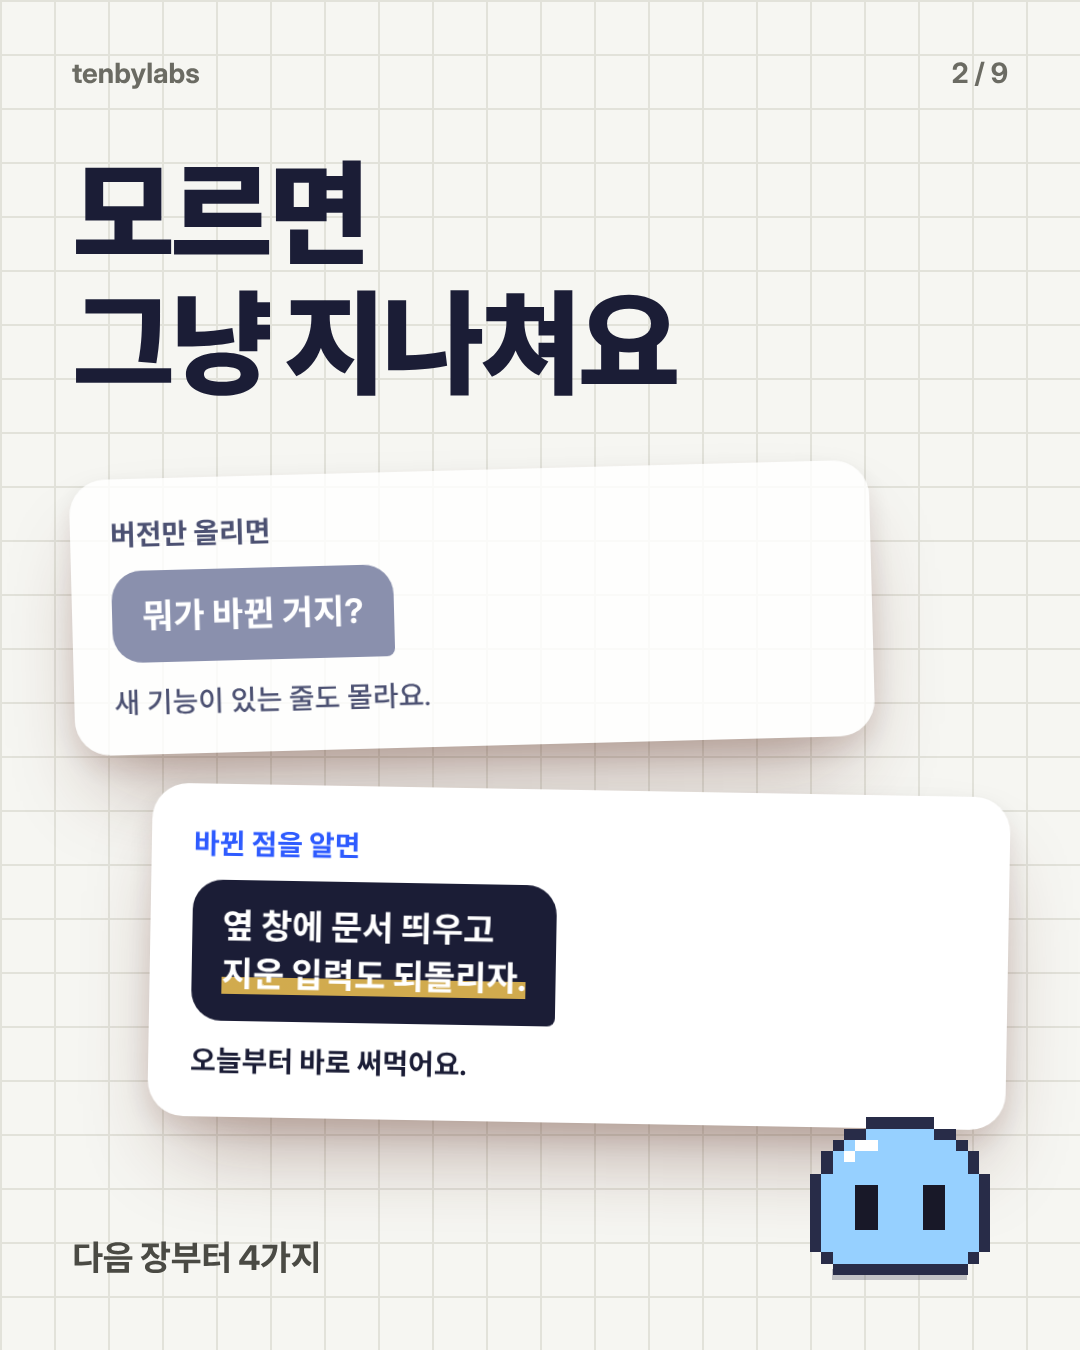 tenbylabs
2 / 9
모르면
그냥 지나쳐요
버전만 올리면
뭐가 바뀐 거지?
새 기능이 있는 줄도 몰라요.
바뀐 점을 알면
옆 창에 문서 띄우고
지운 입력도 되돌리자.
오늘부터 바로 써먹어요.
다음 장부터 4가지